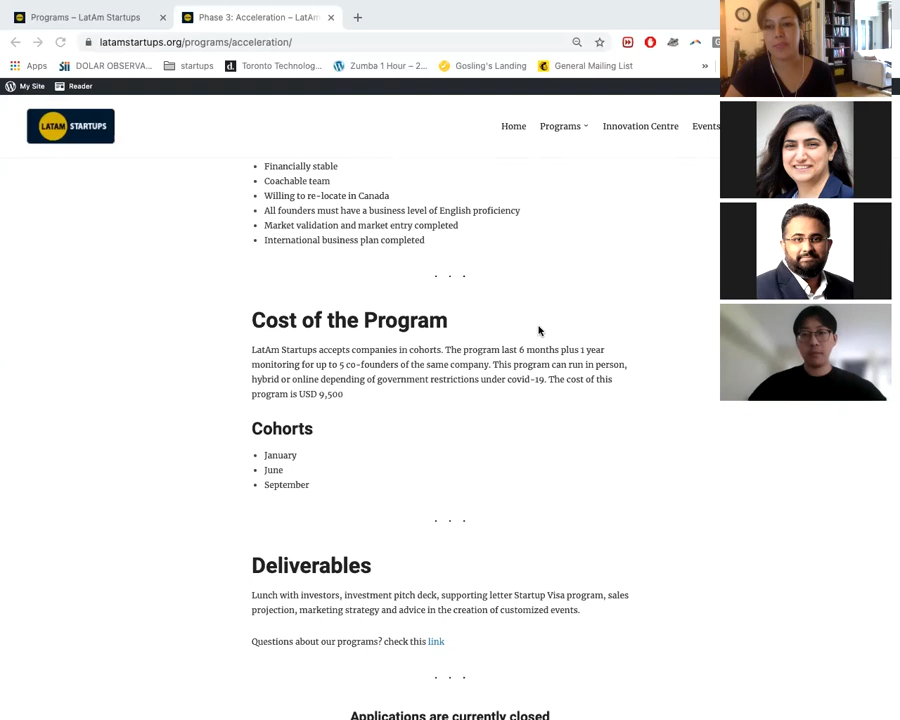 Programs – LatAm Startups
Phase 3: Acceleration – LatAm
latamstartups.org/programs/acceleration/
Apps
DOLAR OBSERVA...
startups
Toronto Technolog...
Zumba 1 Hour – 2...
Gosling's Landing
General Mailing List
»
My Site
Reader
LATAM STARTUPS
Home
Programs
Innovation Centre
Events
• Financially stable
• Coachable team
• Willing to re-locate in Canada
• All founders must have a business level of English proficiency
• Market validation and market entry completed
• International business plan completed
. . .
Cost of the Program
LatAm Startups accepts companies in cohorts. The program last 6 months plus 1 year
monitoring for up to 5 co-founders of the same company. This program can run in person,
hybrid or online depending of government restrictions under covid-19. The cost of this
program is USD 9,500
Cohorts
• January
• June
• September
. . .
Deliverables
Lunch with investors, investment pitch deck, supporting letter Startup Visa program, sales
projection, marketing strategy and advice in the creation of customized events.
Questions about our programs? check this link
. . .
Applications are currently closed